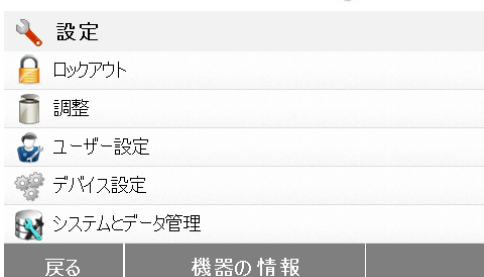 設定
ロックアウト
調整
ユーザー設定
デバイス設定
システムとデータ管理
戻る 機器の情報